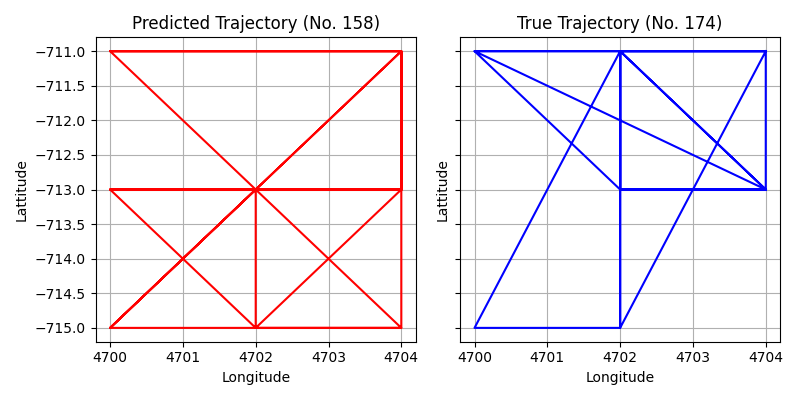 Predicted Trajectory (No. 158)
True Trajectory (No. 174)
−711.0
−711.5
−712.0
−712.5
−713.0
−713.5
−714.0
−714.5
−715.0
Lattitude
Lattitude
4700 4701 4702 4703 4704
4700 4701 4702 4703 4704
Longitude
Longitude